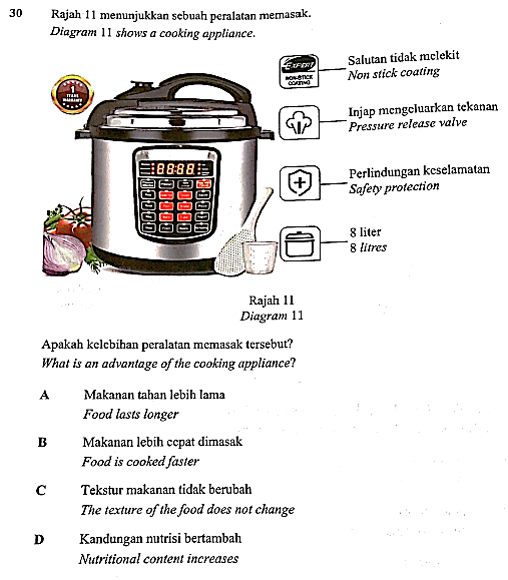 30 Rajah 11 menunjukkan sebuah peralatan memasak.
Diagram 11 shows a cooking appliance.
EXPERT
NON-STICK
COATING
Salutan tidak melekit
Non stick coating
1
Injap mengeluarkan tekanan
Pressure release valve
88:88
Perlindungan keselamatan
Safety protection
8 liter
8 litres
Rajah 11
Diagram 11
Apakah kelebihan peralatan memasak tersebut?
What is an advantage of the cooking appliance?
A Makanan tahan lebih lama
Food lasts longer
B Makanan lebih cepat dimasak
Food is cooked faster
C Tekstur makanan tidak berubah
The texture of the food does not change
D Kandungan nutrisi bertambah
Nutritional content increases